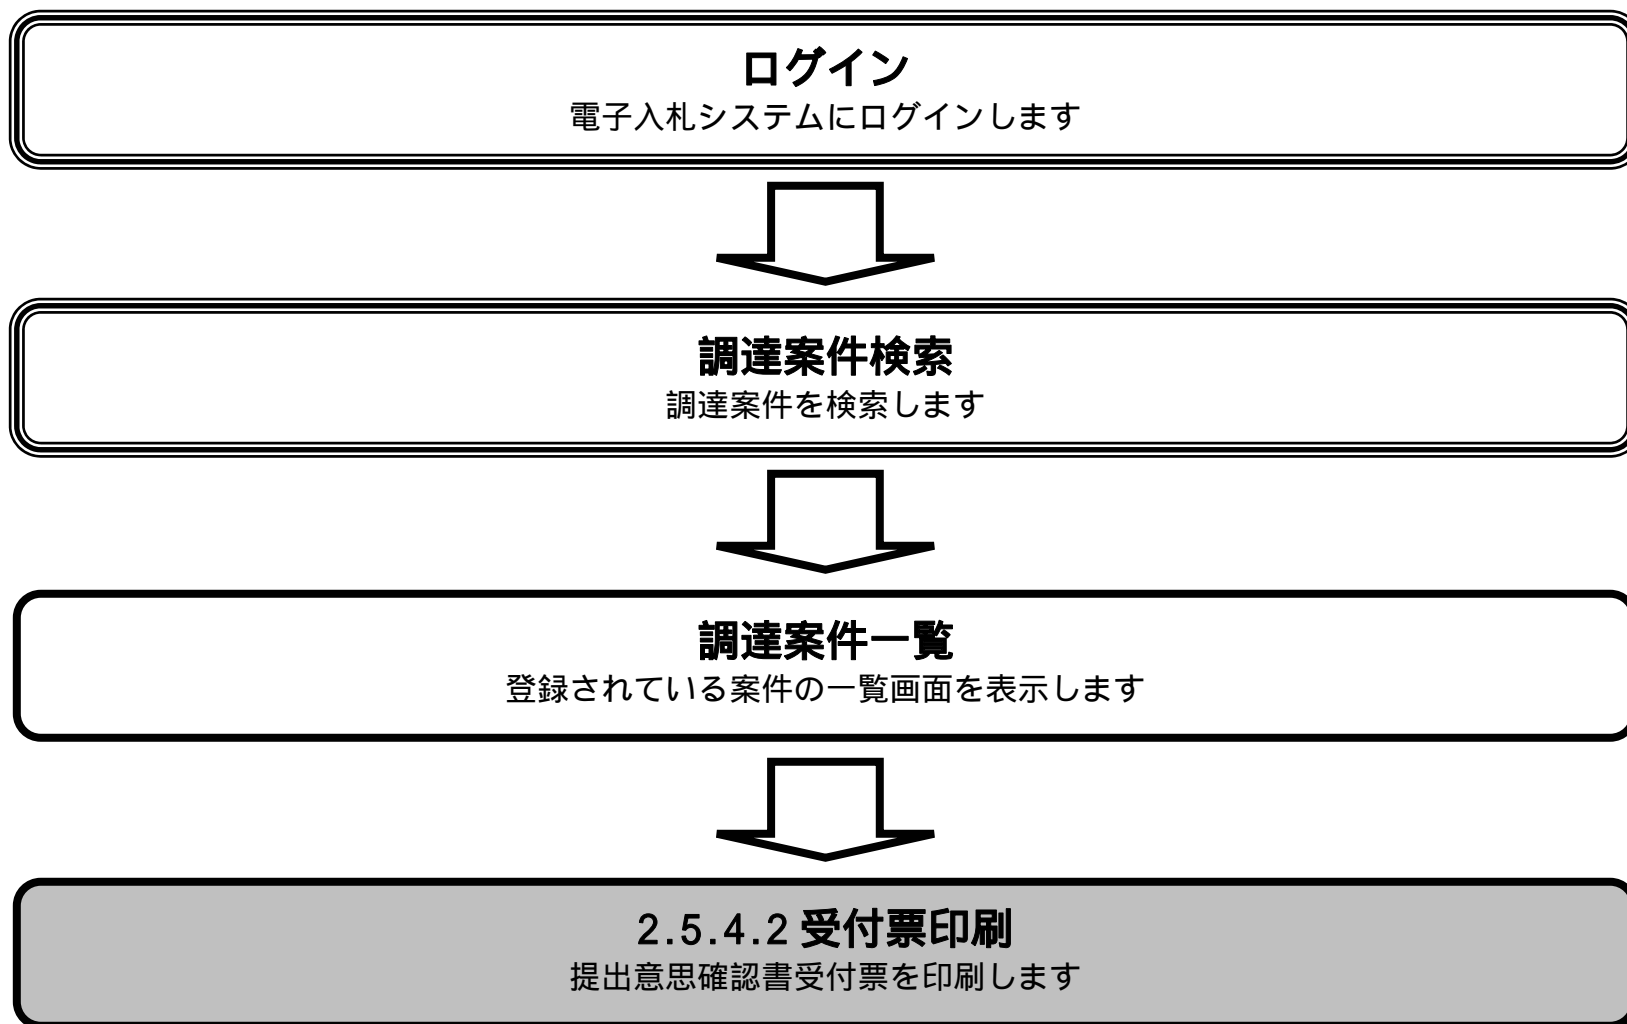 ログイン
電子入札システムにログインします
調達案件検索
調達案件を検索します
調達案件一覧
登録されている案件の一覧画面を表示します
2.5.4.2 受付票印刷
提出意思確認書受付票を印刷します